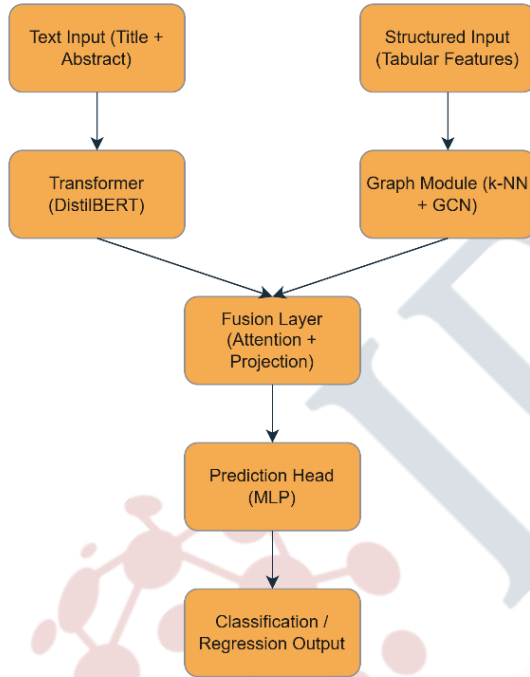 Text Input (Title +
Abstract)
Structured Input
(Tabular Features)
Transformer
(DistilBERT)
Graph Module (k-NN
+ GCN)
Fusion Layer
(Attention +
Projection)
Prediction Head
(MLP)
Classification /
Regression Output